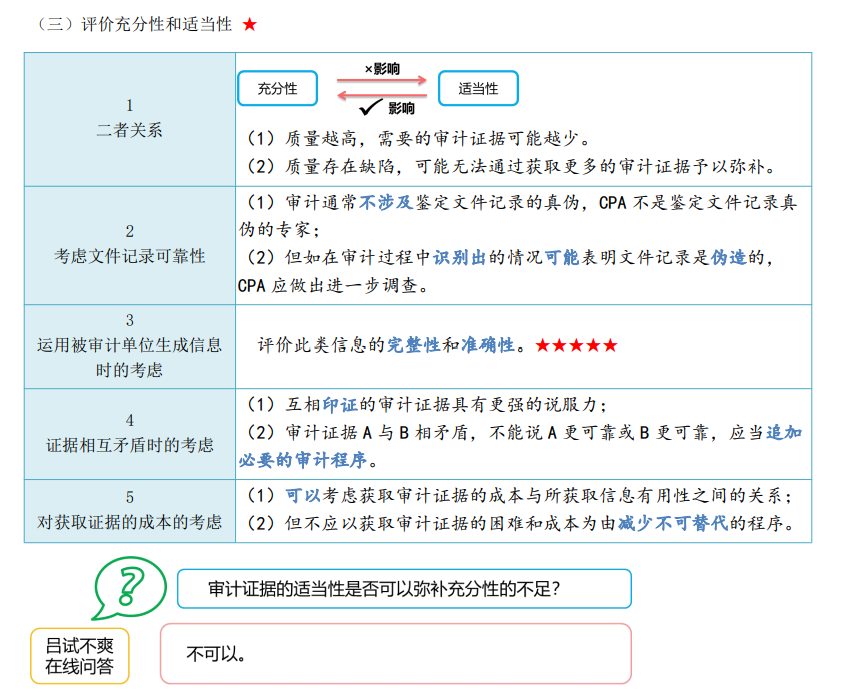 （三）评价充分性和适当性 ★
1
二者关系
充分性
×影响
影响
适当性
（1）质量越高，需要的审计证据可能越少。
（2）质量存在缺陷，可能无法通过获取更多的审计证据予以弥补。
2
考虑文件记录可靠性
（1）审计通常不涉及鉴定文件记录的真伪，CPA 不是鉴定文件记录真
伪的专家；
（2）但如在审计过程中识别出的情况可能表明文件记录是伪造的，
CPA 应做出进一步调查。
3
运用被审计单位生成信息
时的考虑
评价此类信息的完整性和准确性。★★★★★
4
证据相互矛盾时的考虑
（1）互相印证的审计证据具有更强的说服力；
（2）审计证据 A 与 B 相矛盾，不能说 A 更可靠或 B 更可靠，应当追加
必要的审计程序。
5
对获取证据的成本的考虑
（1）可以考虑获取审计证据的成本与所获取信息有用性之间的关系；
（2）但不应以获取审计证据的困难和成本为由减少不可替代的程序。
?
审计证据的适当性是否可以弥补充分性的不足？
吕试不爽
在线问答
不可以。